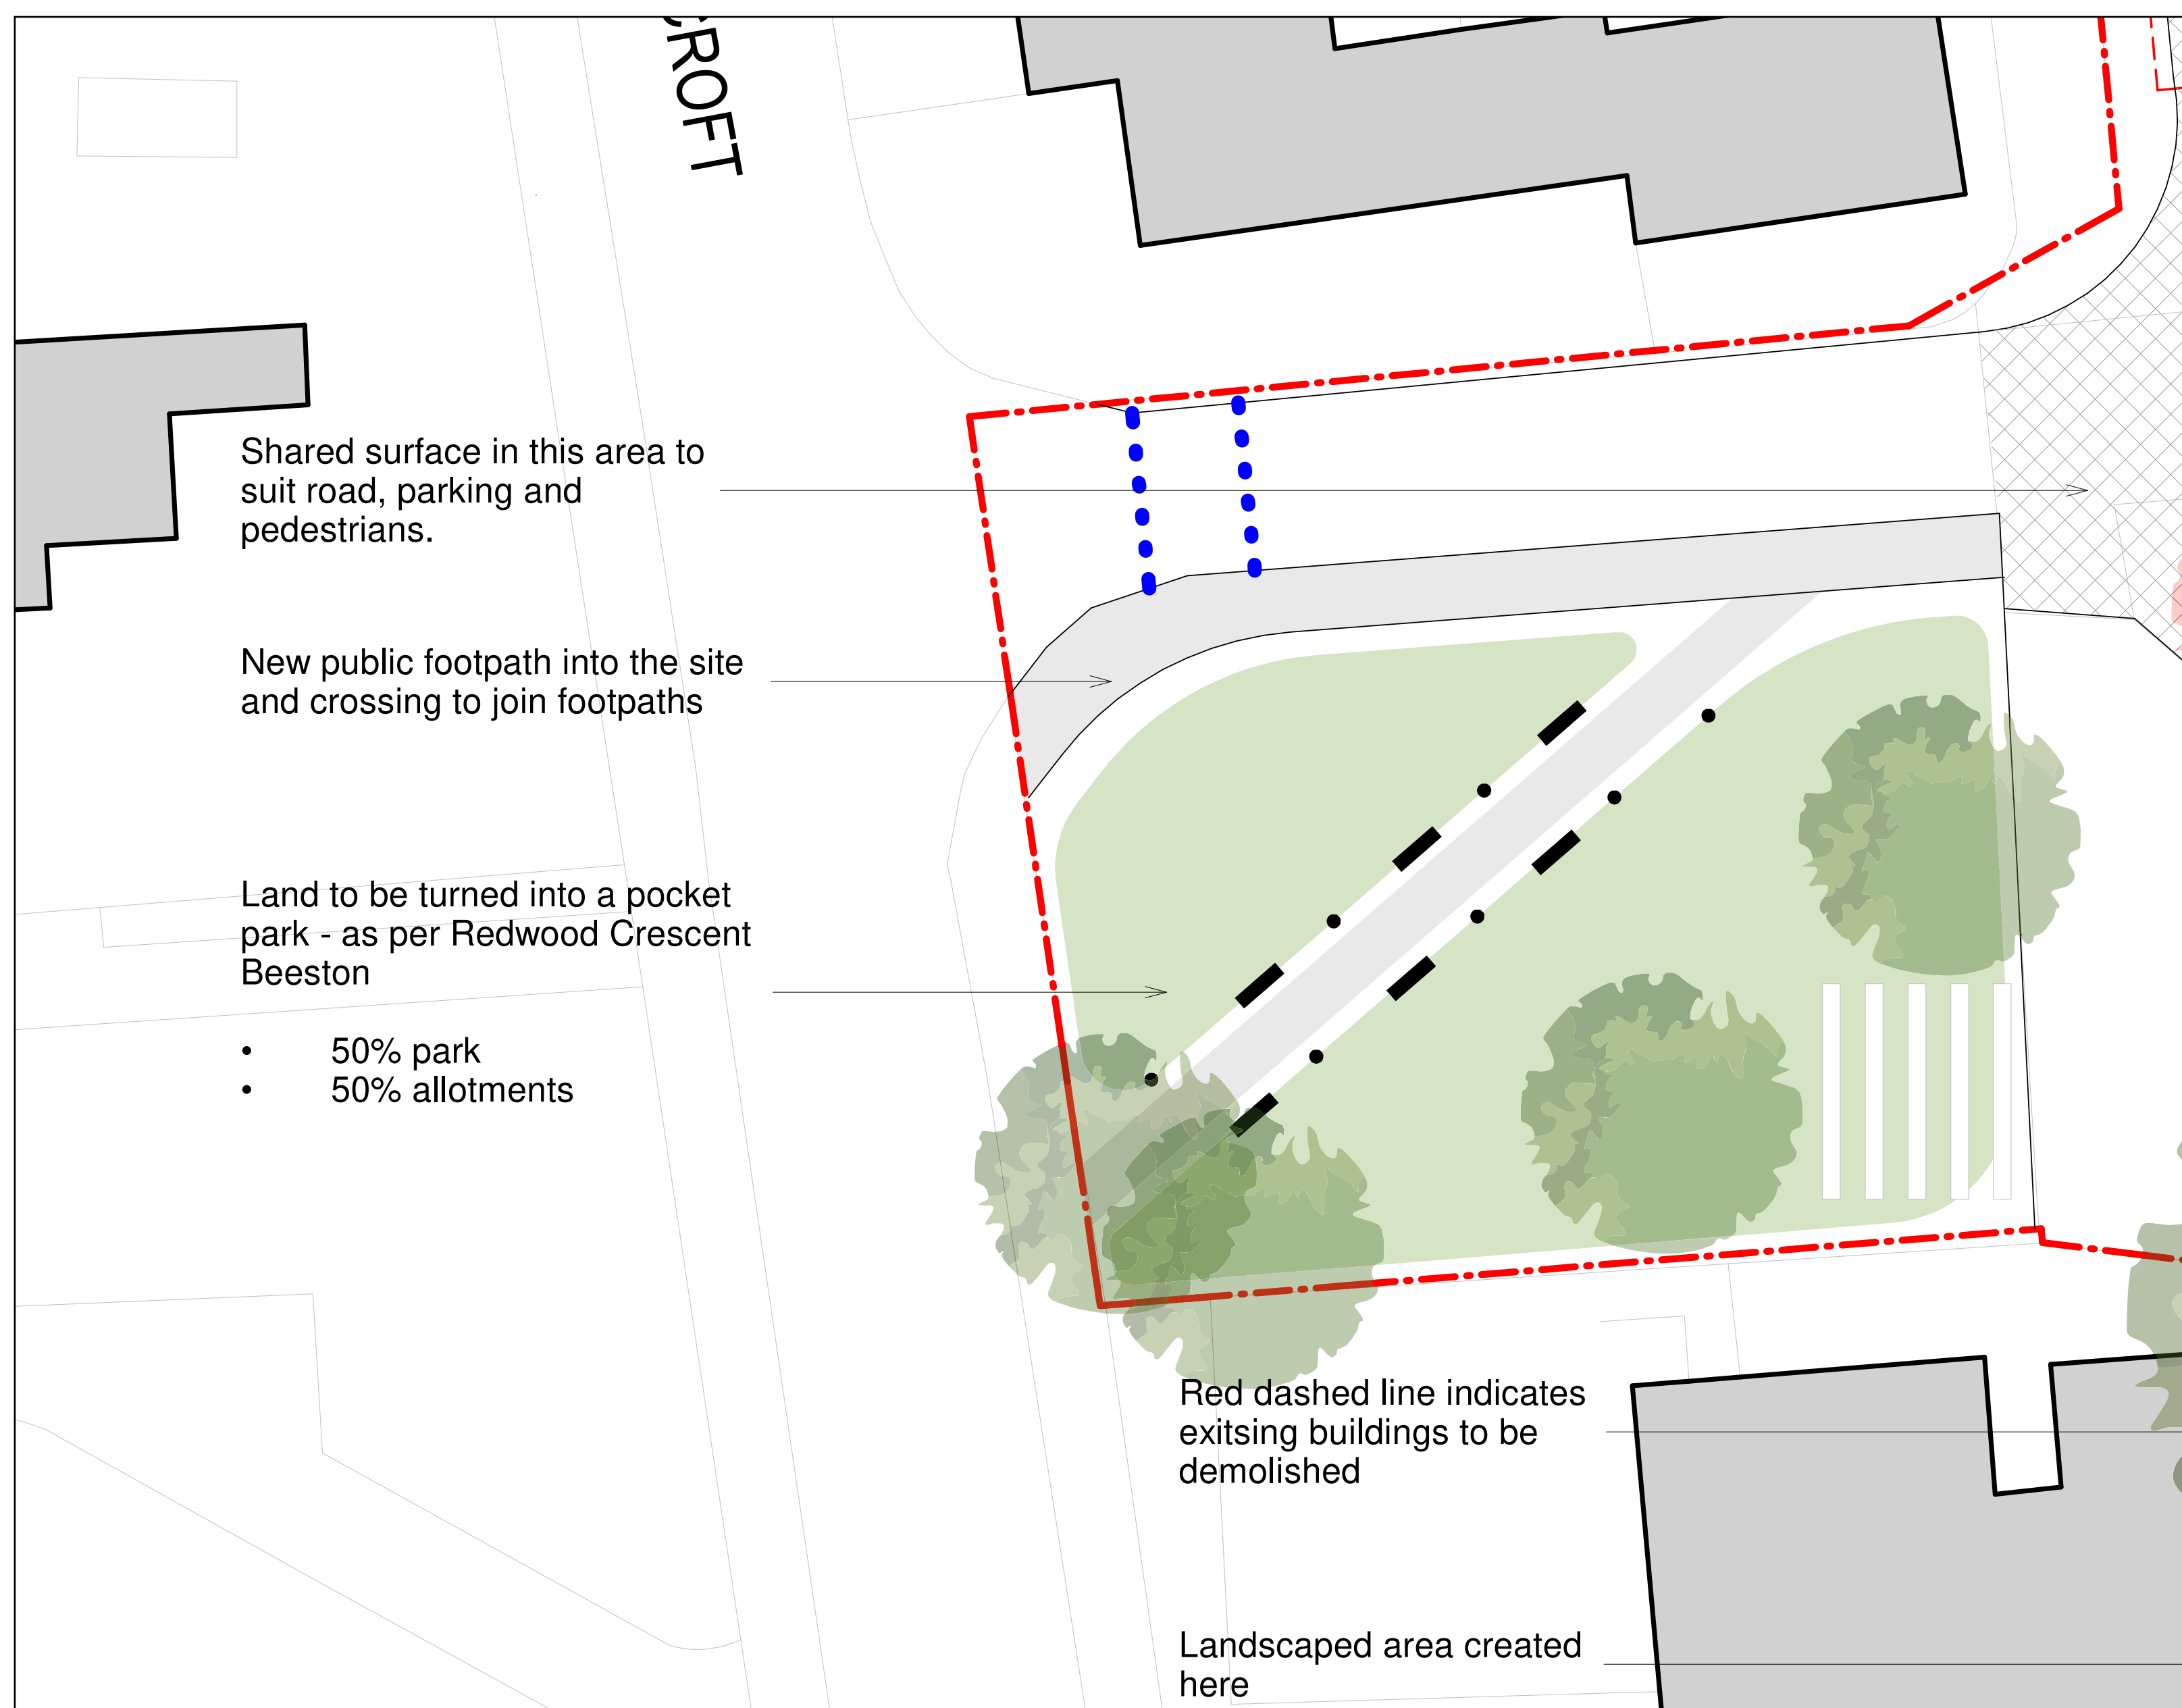 CROFT
Shared surface in this area to
suit road, parking and
pedestrians.
New public footpath into the site
and crossing to join footpaths
Land to be turned into a pocket
park - as per Redwood Crescent
Beeston
• 50% park
• 50% allotments
Red dashed line indicates
exitsing buildings to be
demolished
Landscaped area created
here